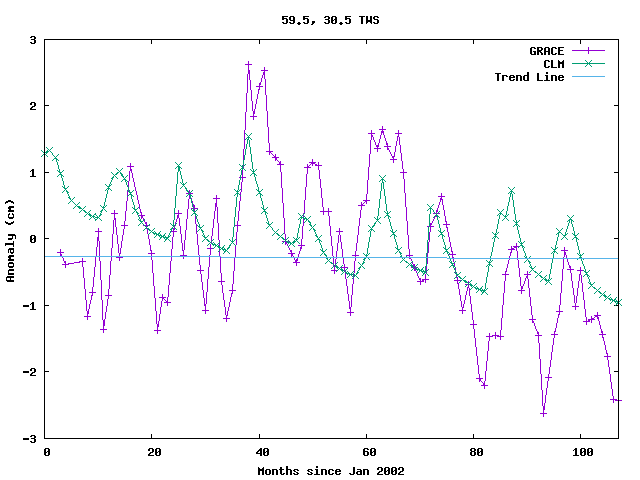 59.5, 30.5 TWS
GRACE
CLM
Trend Line
3
2
1
0
-1
-2
-3
Anomaly (cm)
0 20 40 60 80 100
Months since Jan 2002